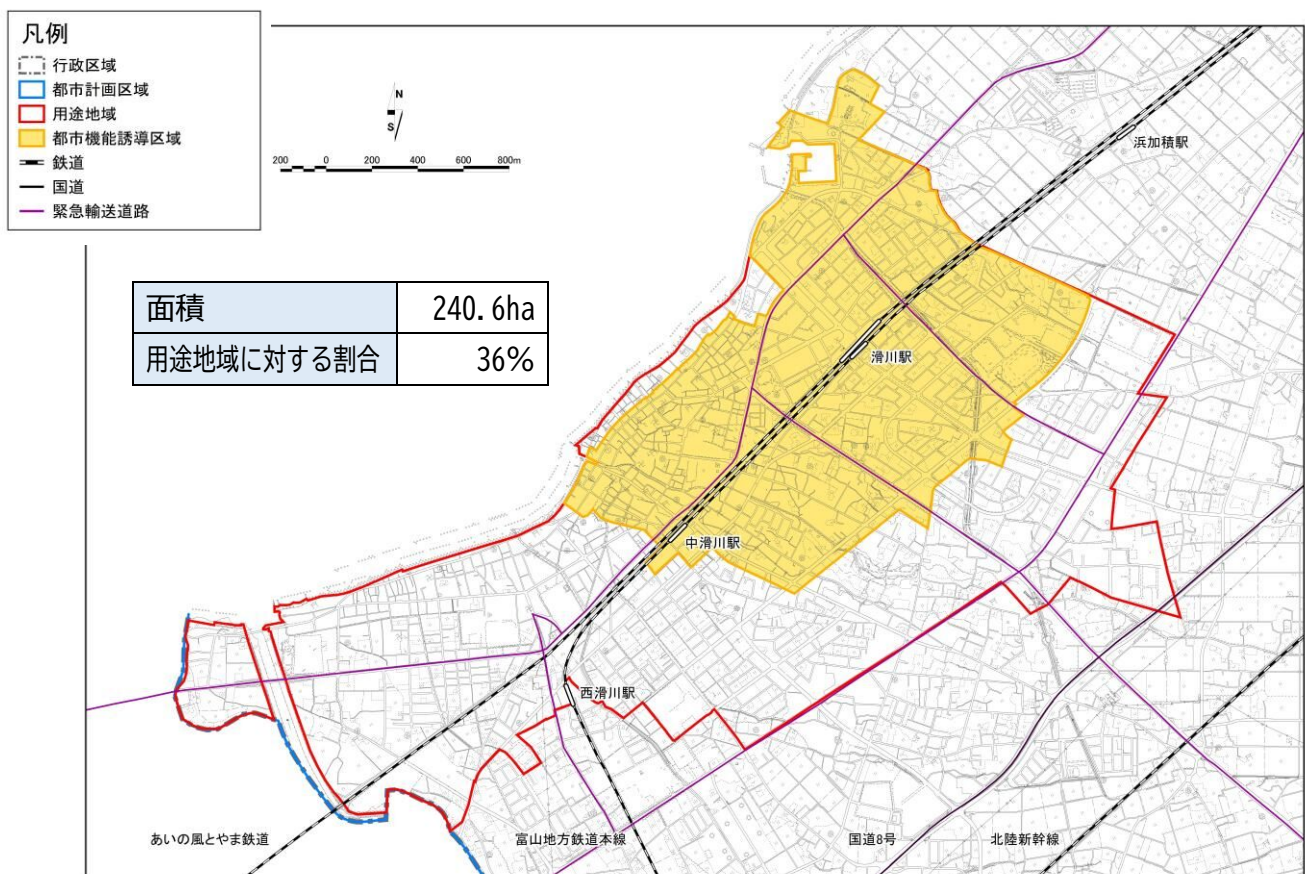 凡例
行政区域
都市計画区域
用途地域
都市機能誘導区域
鉄道
国道
緊急輸送道路
N
S
200 0 200 400 600 800m
面積 240.6ha
用途地域に対する割合 36%
浜加積駅
滑川駅
中滑川駅
西滑川駅
あいの風とやま鉄道
富山地方鉄道本線
国道8号
北陸新幹線